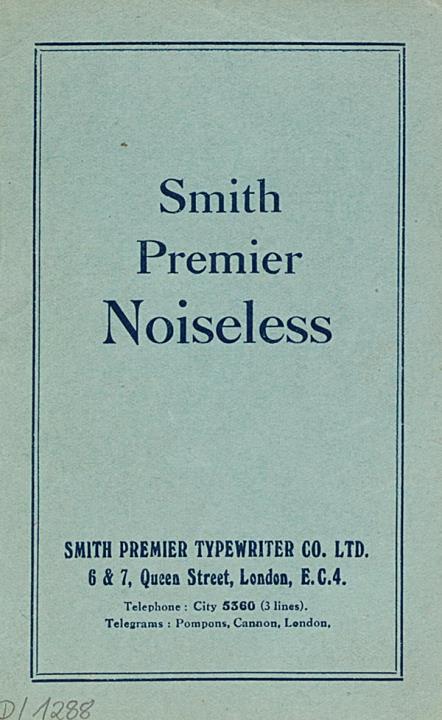 Smith
Premier
Noiseless
SMITH PREMIER TYPEWRITER CO. LTD.
6 & 7, Queen Street, London, E.C.4.
Telephone : City 5360 (3 lines).
Telegrams : Pompons, Cannon, London.
D/1288